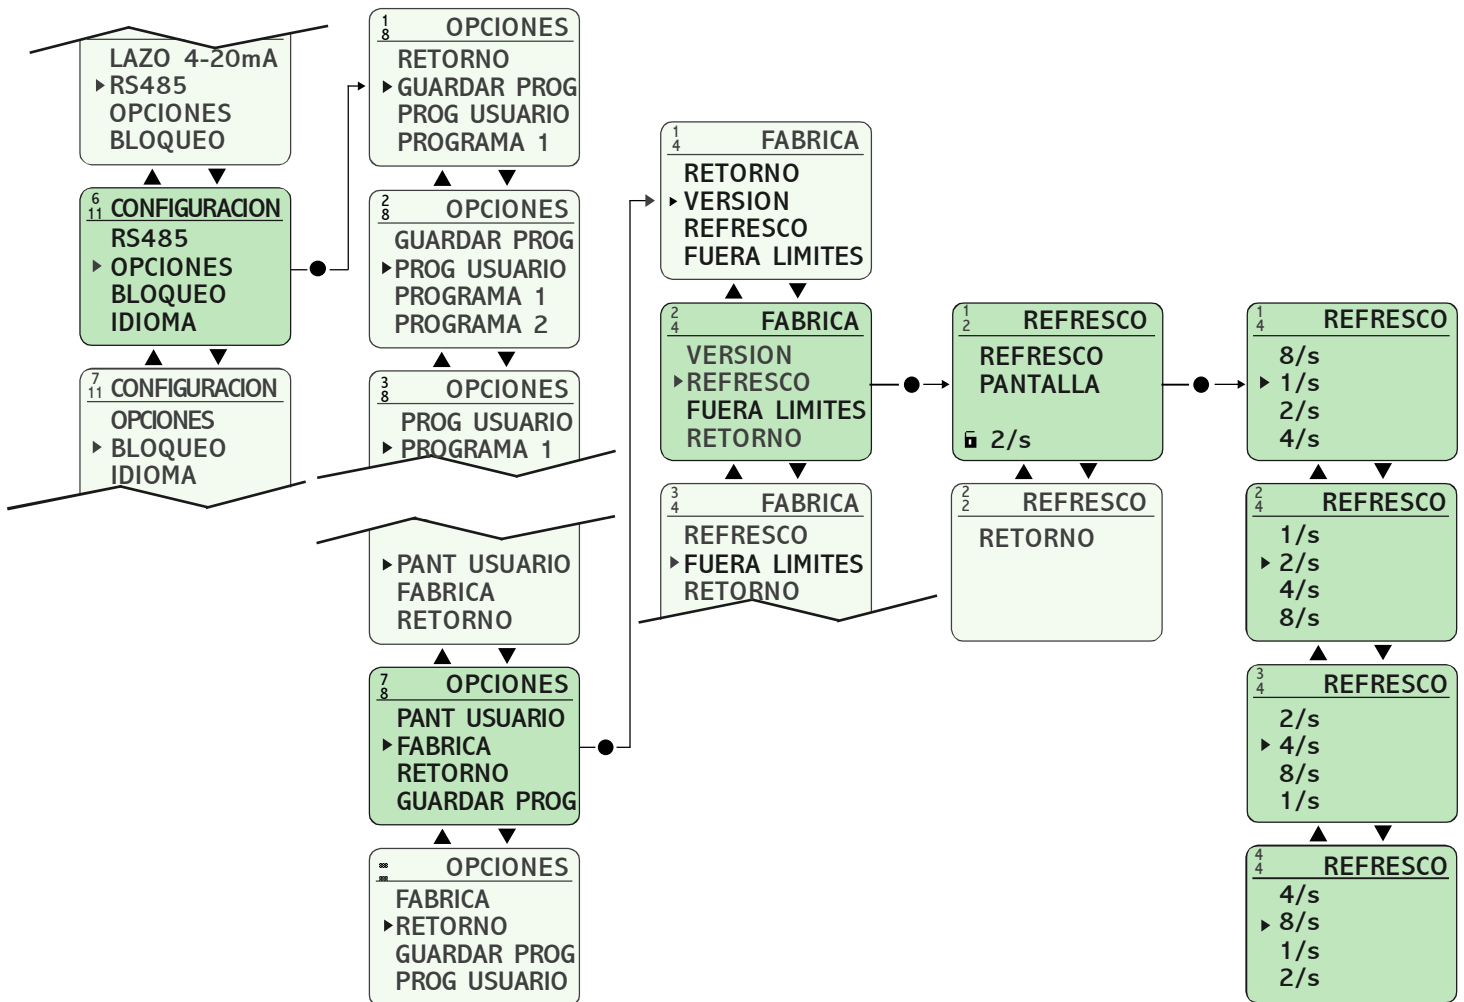 LAZO 4-20mA
RS485
OPCIONES
BLOQUEO
6
11 CONFIGURACION
RS485
OPCIONES
BLOQUEO
IDIOMA
7
11 CONFIGURACION
OPCIONES
BLOQUEO
IDIOMA
1
8 OPCIONES
RETORNO
GUARDAR PROG
PROG USUARIO
PROGRAMA 1
2
8 OPCIONES
GUARDAR PROG
PROG USUARIO
PROGRAMA 1
PROGRAMA 2
3
8 OPCIONES
PROG USUARIO
PROGRAMA 1
PANT USUARIO
FABRICA
RETORNO
7
8 OPCIONES
PANT USUARIO
FABRICA
RETORNO
GUARDAR PROG
OPCIONES
FABRICA
RETORNO
GUARDAR PROG
PROG USUARIO
1
4 FABRICA
RETORNO
VERSION
REFRESCO
FUERA LIMITES
2
4 FABRICA
VERSION
REFRESCO
FUERA LIMITES
RETORNO
3
4 FABRICA
REFRESCO
FUERA LIMITES
RETORNO
1
2 REFRESCO
REFRESCO
PANTALLA
2/s
2
2 REFRESCO
RETORNO
1
4 REFRESCO
8/s
1/s
2/s
4/s
2
4 REFRESCO
1/s
2/s
4/s
8/s
3
4 REFRESCO
2/s
4/s
8/s
1/s
4
4 REFRESCO
4/s
8/s
1/s
2/s